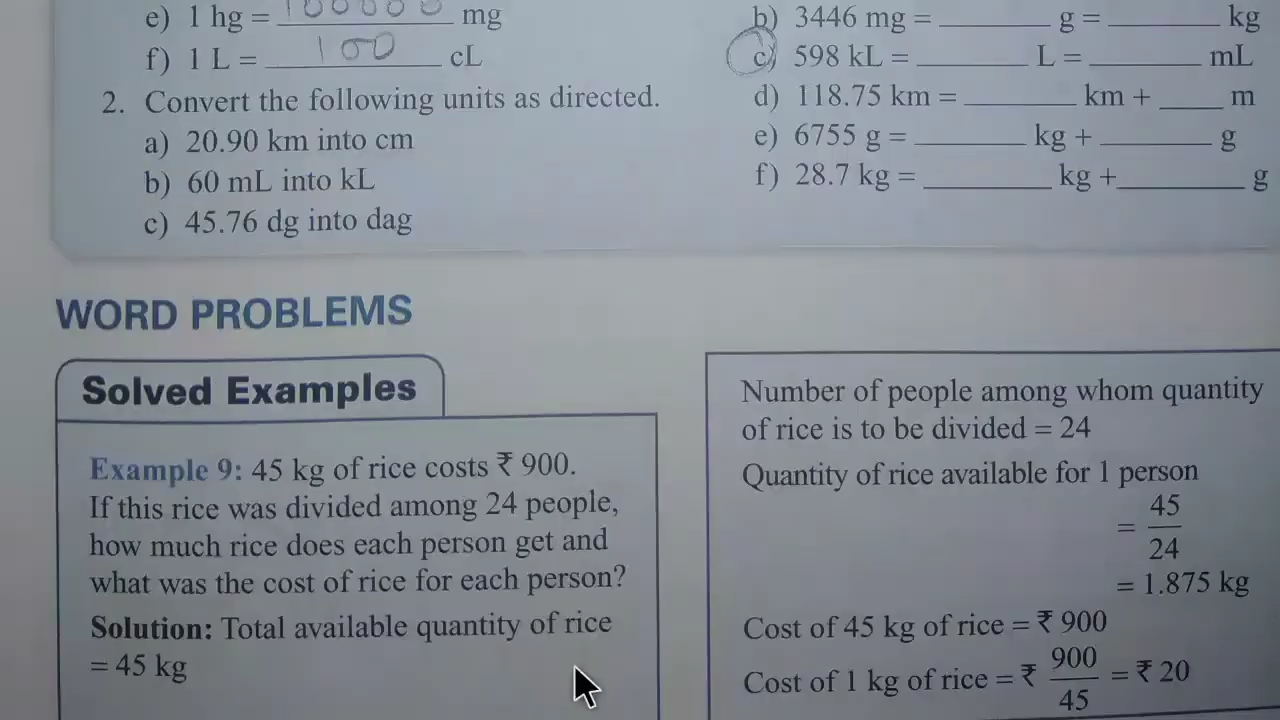 e) 1 hg = 100000 mg
f) 1 L = 100 cL
2. Convert the following units as directed.
a) 20.90 km into cm
b) 60 mL into kL
c) 45.76 dg into dag
b) 3446 mg = ________ g = ________ kg
c) 598 kL = ________ L = ________ mL
d) 118.75 km = ________ km + ____ m
e) 6755 g = ________ kg + ________ g
f) 28.7 kg = ________ kg + ________ g
WORD PROBLEMS
Solved Examples
Example 9: 45 kg of rice costs ₹ 900.
If this rice was divided among 24 people,
how much rice does each person get and
what was the cost of rice for each person?
Solution: Total available quantity of rice
= 45 kg
Number of people among whom quantity
of rice is to be divided = 24
Quantity of rice available for 1 person
= 45/24
= 1.875 kg
Cost of 45 kg of rice = ₹ 900
Cost of 1 kg of rice = ₹ 900/45 = ₹ 20